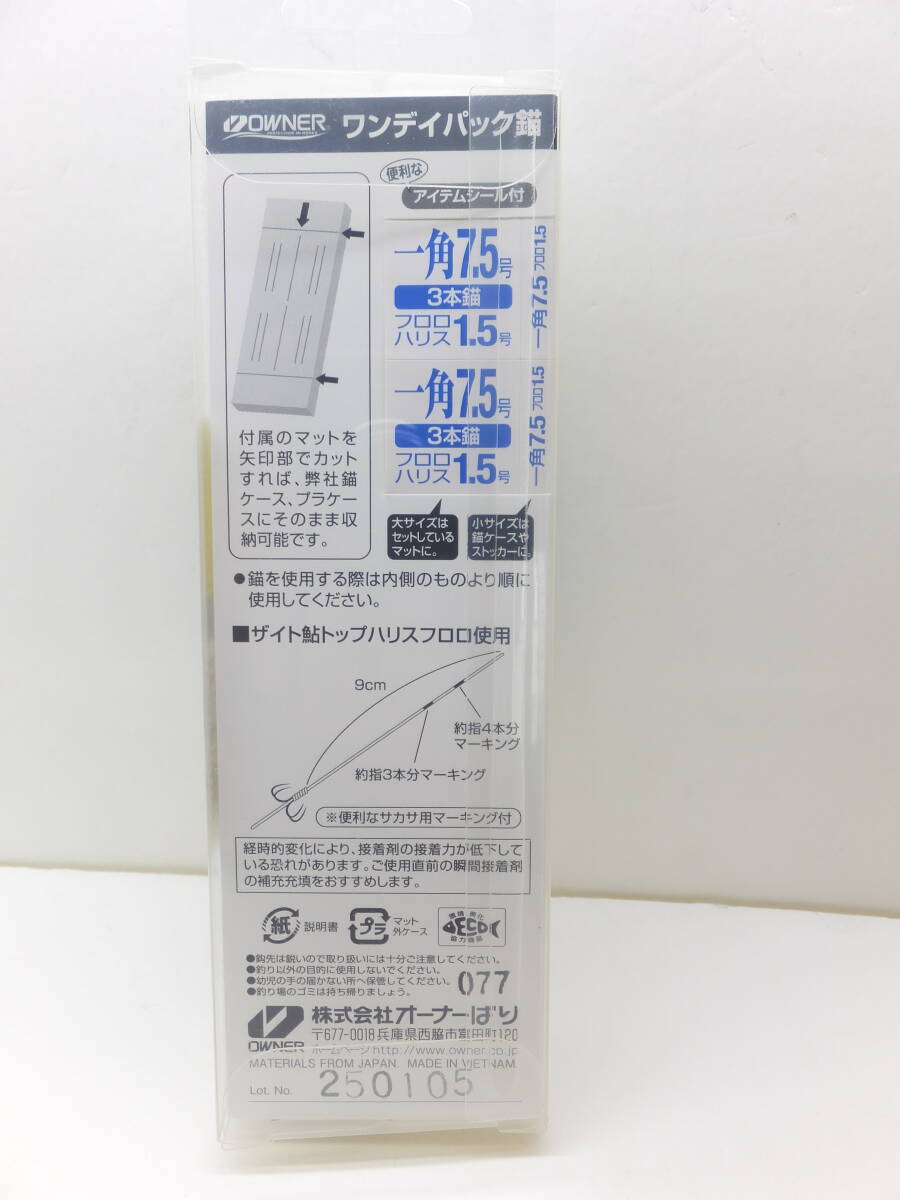 OWNER ワンデイパック錨
便利な
アイテムシール付
一角7.5号
3本錨
フロロ
ハリス1.5号
一角7.5 フロロ1.5
一角7.5号
3本錨
フロロ
ハリス1.5号
一角7.5 フロロ1.5
付属のマットを
矢印部でカット
すれば、弊社錨
ケース、プラケー
スにそのまま収
納可能です。
大サイズは
セットしている
マットに。
小サイズは
錨ケースや
ストッカーに。
●錨を使用する際は内側のものより順に
使用してください。
■ザイト鮎トップハリスフロロ使用
9cm
約指4本分
マーキング
約指3本分マーキング
※便利なサカサ用マーキング付
経時的変化により、接着剤の接着力が低下して
いる恐れがあります。ご使用直前の瞬間接着剤
の補充充填をおすすめします。
紙 説明書
プラ マット
外ケース
環境・美化
ECO
協力商品
●鈎先は鋭いので取り扱いには十分ご注意してください。
●釣り以外の目的に使用しないでください。
●幼児の手の届かない所へ保管してください。
●釣り場のゴミは持ち帰りましょう。
077
株式会社オーナーばり
〒677-0018兵庫県西脇市富田町120
OWNER ホームページhttp://www.owner.co.jp
MATERIALS FROM JAPAN. MADE IN VIETNAM.
Lot. No. 250105